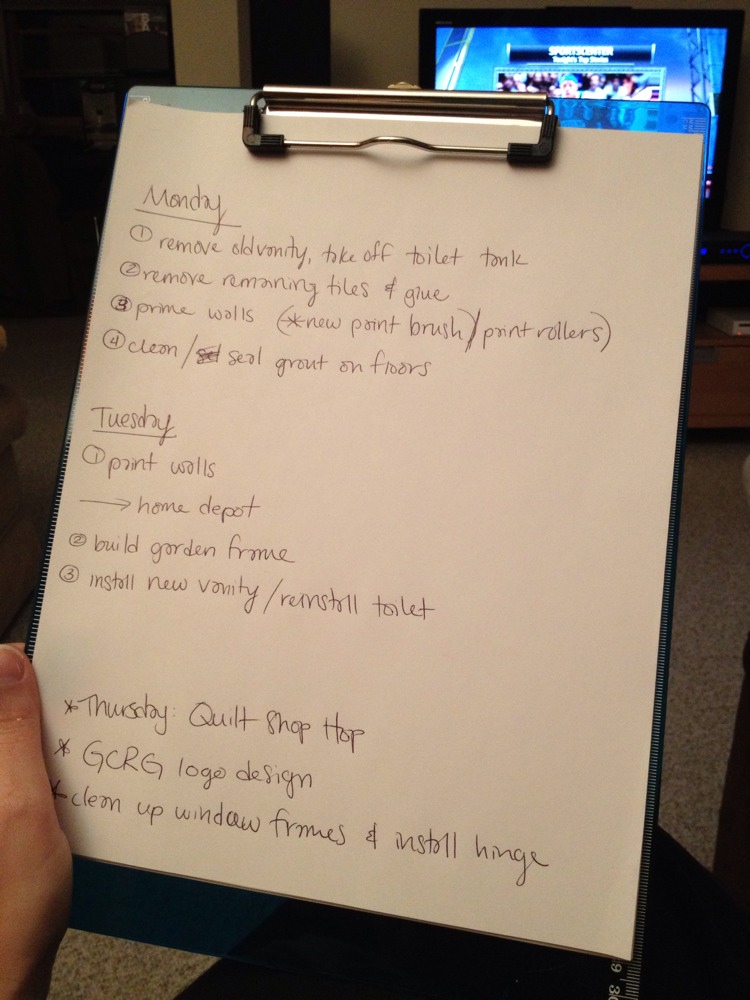 SPORTSCENTER
Tonight's Top Stories
Monday
① remove old vanity, take off toilet tank
② remove remaining tiles & glue
③ prime walls (*new paint brush)/paint rollers)
④ clean / seal grout on floors
Tuesday
① paint walls
→ home depot
② build garden frame
③ install new vanity/reinstall toilet
* Thursday: Quilt Shop Hop
* GCRG logo design
* clean up window frames & install hinge
9 30